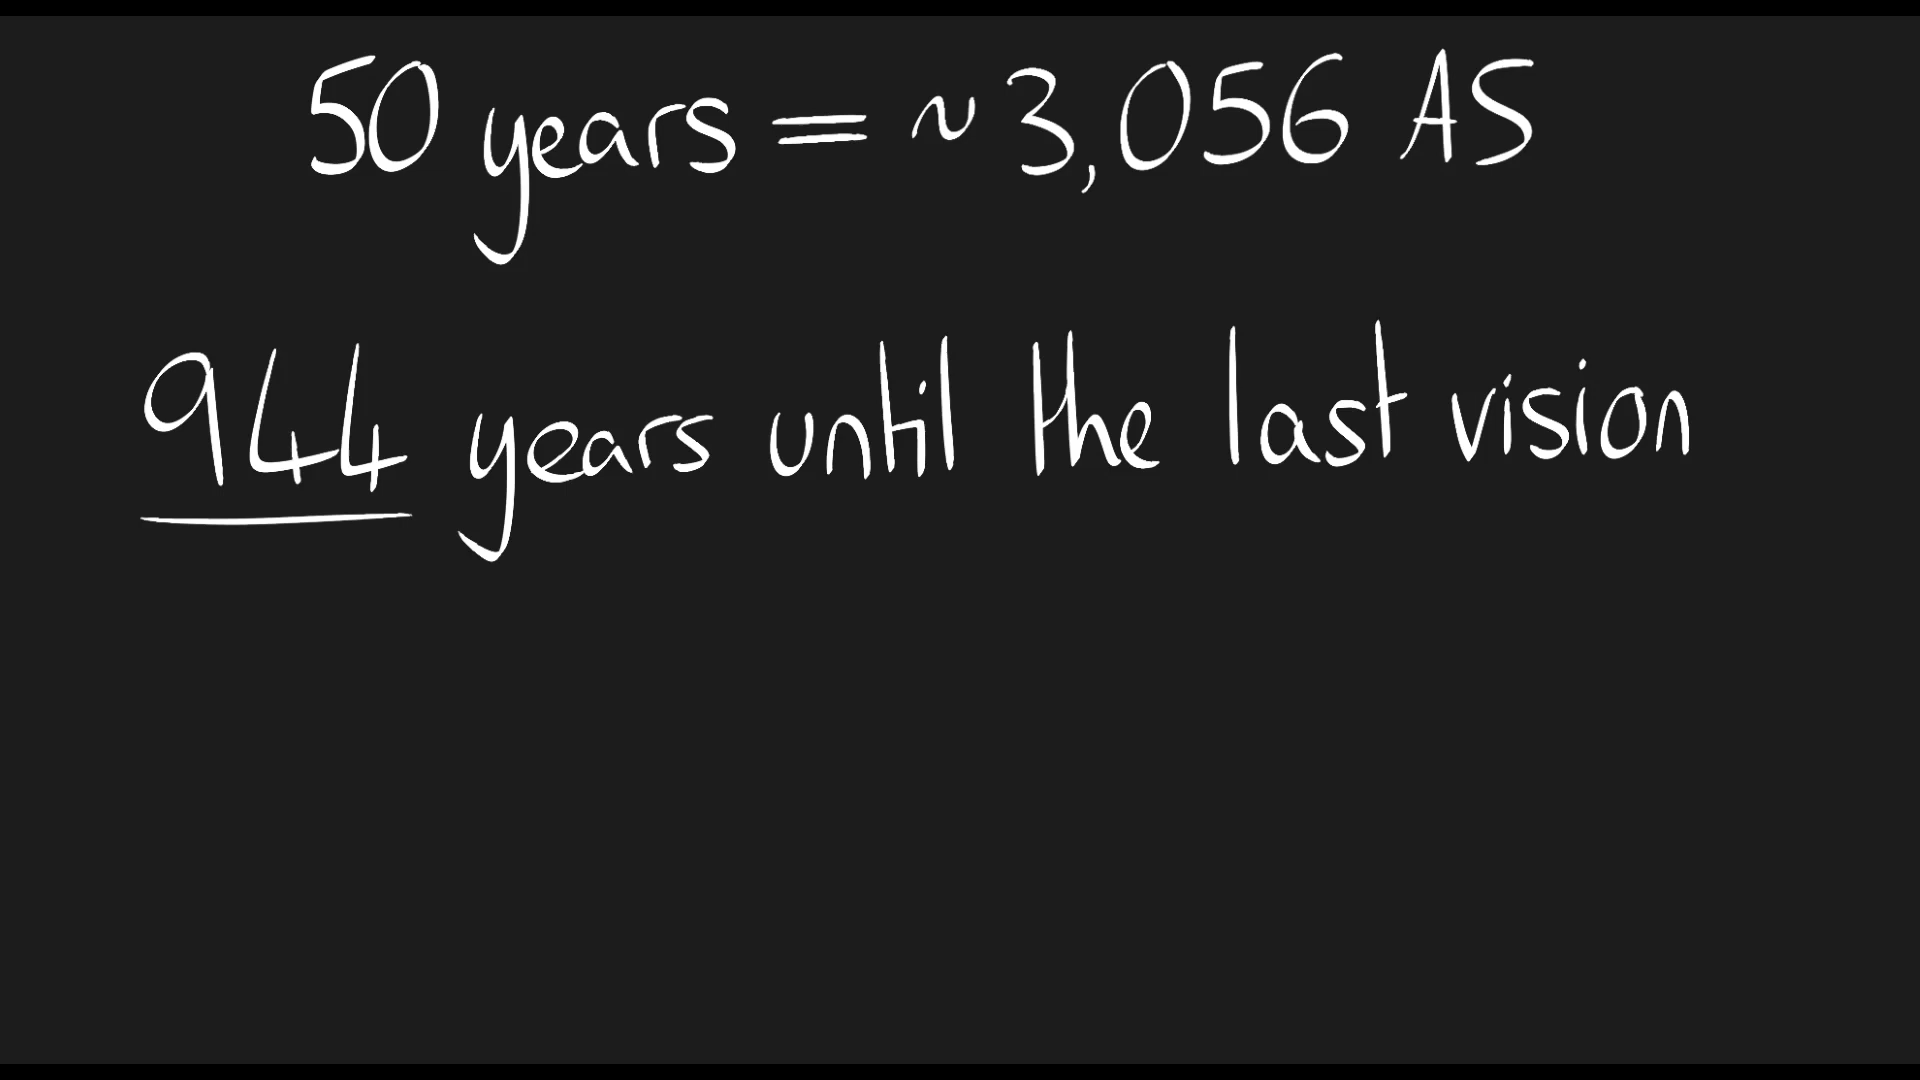 50 years = ~3,056 AS
944 years until the last vision